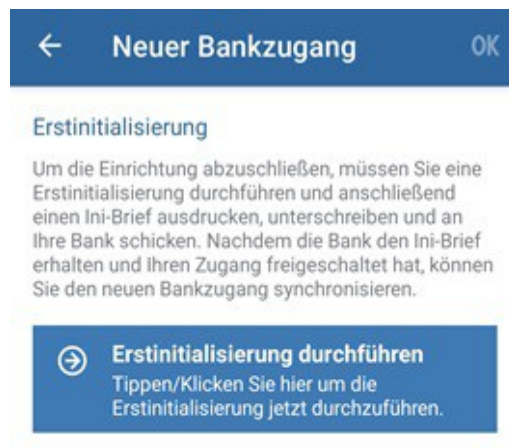 Neuer Bankzugang OK
Erstinitialisierung
Um die Einrichtung abzuschließen, müssen Sie eine
Erstinitialisierung durchführen und anschließend
einen Ini-Brief ausdrucken, unterschreiben und an
Ihre Bank schicken. Nachdem die Bank den Ini-Brief
erhalten und Ihren Zugang freigeschaltet hat, können
Sie den neuen Bankzugang synchronisieren.
Erstinitialisierung durchführen
Tippen/Klicken Sie hier um die
Erstinitialisierung jetzt durchzuführen.